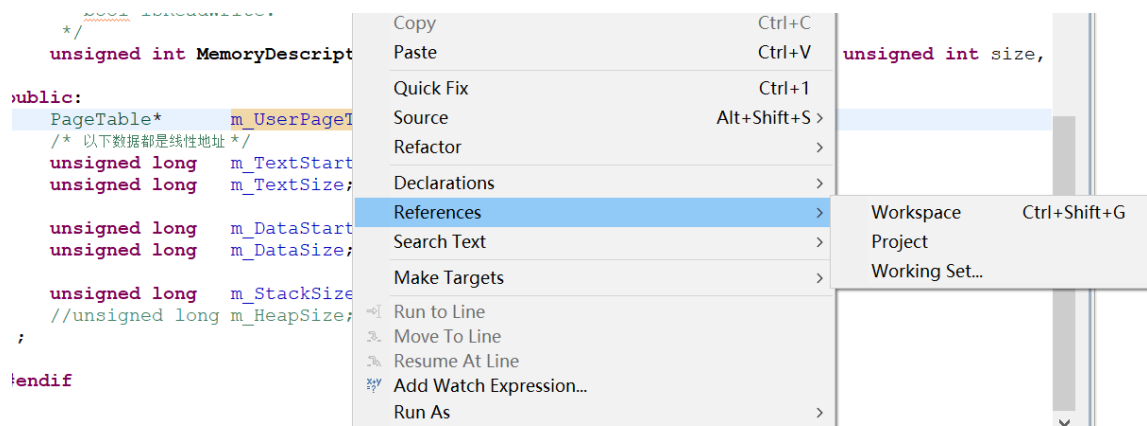 */
unsigned int MemoryDescript
unsigned int size,
public:
PageTable* m_UserPageT
/* 以下数据都是线性地址 */
unsigned long m_TextStart
unsigned long m_TextSize;
unsigned long m_DataStart
unsigned long m_DataSize;
unsigned long m_StackSize
//unsigned long m_HeapSize;
;
#endif
Copy Ctrl+C
Paste Ctrl+V
Quick Fix Ctrl+1
Source Alt+Shift+S >
Refactor >
Declarations >
References >
Search Text >
Make Targets >
Run to Line
Move To Line
Resume At Line
Add Watch Expression...
Run As >
Workspace Ctrl+Shift+G
Project
Working Set...